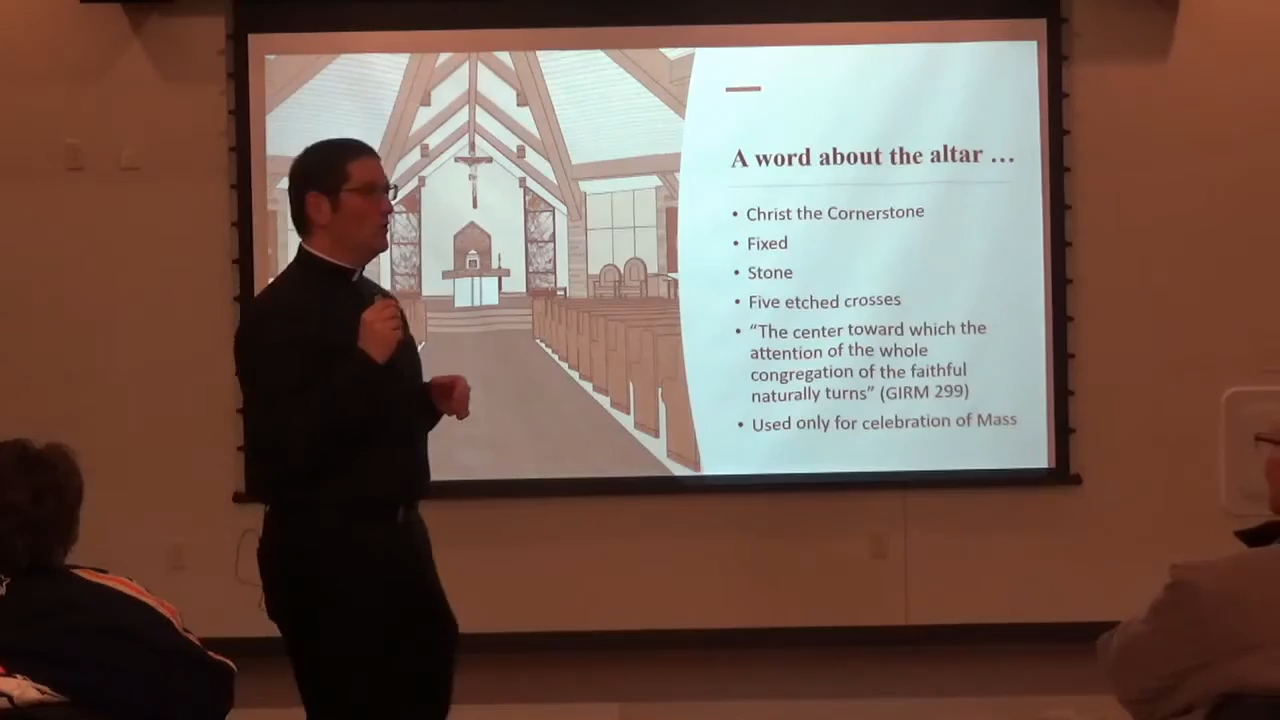 A word about the altar …
• Christ the Cornerstone
• Fixed
• Stone
• Five etched crosses
• “The center toward which the
attention of the whole
congregation of the faithful
naturally turns” (GIRM 299)
• Used only for celebration of Mass